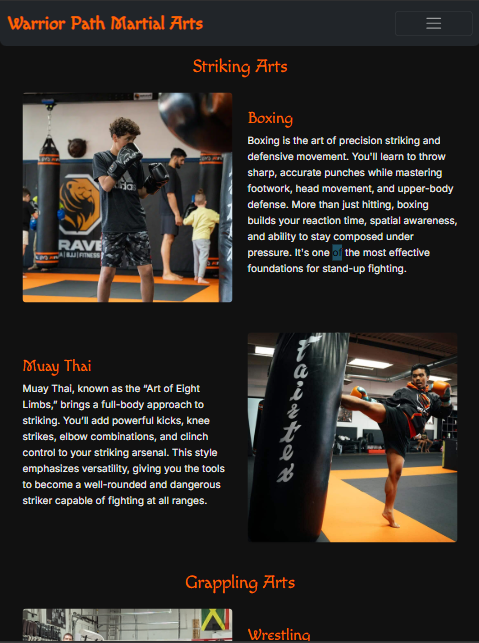 Warrior Path Martial Arts
Striking Arts
RAVE
& BJJ | FITNESS
Boxing
Boxing is the art of precision striking and
defensive movement. You'll learn to throw
sharp, accurate punches while mastering
footwork, head movement, and upper-body
defense. More than just hitting, boxing
builds your reaction time, spatial awareness,
and ability to stay composed under
pressure. It's one of the most effective
foundations for stand-up fighting.
Muay Thai
Muay Thai, known as the “Art of Eight
Limbs,” brings a full-body approach to
striking. You’ll add powerful kicks, knee
strikes, elbow combinations, and clinch
control to your striking arsenal. This style
emphasizes versatility, giving you the tools
to become a well-rounded and dangerous
striker capable of fighting at all ranges.
fairtex
Grappling Arts
Wrestling